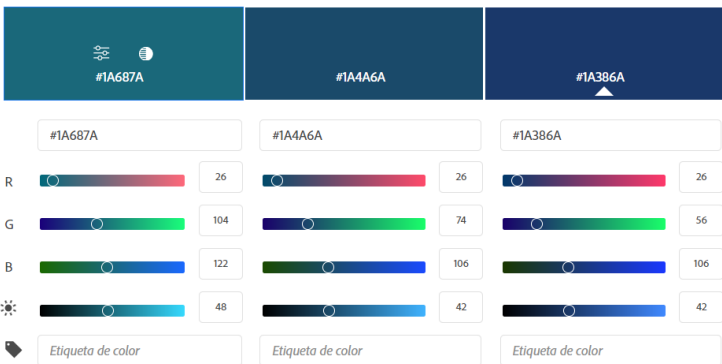 #1A687A #1A4A6A #1A386A
#1A687A #1A4A6A #1A386A
R 26 26 26
G 104 74 56
B 122 106 106
48 42 42
Etiqueta de color Etiqueta de color Etiqueta de color